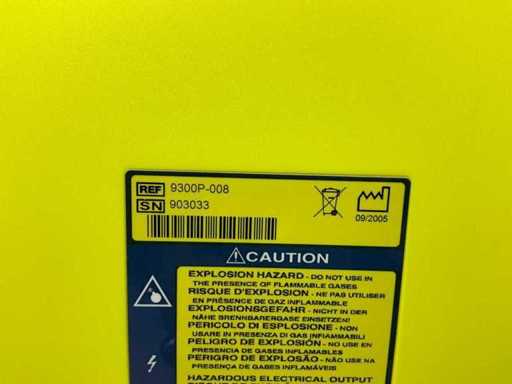 REF 9300P-008
SN 903033
09/2005
CAUTION
EXPLOSION HAZARD - DO NOT USE IN
THE PRESENCE OF FLAMMABLE GASES
RISQUE D'EXPLOSION - NE PAS UTILISER
EN PRÉSENCE DE GAZ INFLAMMABLE
EXPLOSIONSGEFAHR - NICHT IN DER
NÄHE BRENNBARERGASE EINSETZEN!
PERICOLO DI ESPLOSIONE - NON
USARE IN PRESENZA DI GAS INFIAMMABILI
PELIGRO DE EXPLOSIÓN - NO USE EN
PRESENCIA DE GASES INFLAMABLES
PERIGRO DE EXPLOSÃO - NÃO USE NA
PRESENÇA DE GASES INFLAMÁVEIS
HAZARDOUS ELECTRICAL OUTPUT